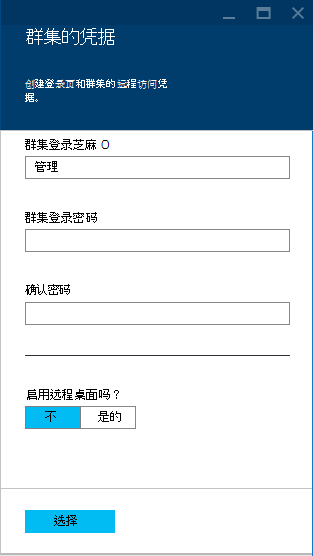 群集的凭据
创建登录页和群集的远程访问凭
据。
群集登录芝麻 O
管理
群集登录密码
确认密码
启用远程桌面吗？
不 是的
选择